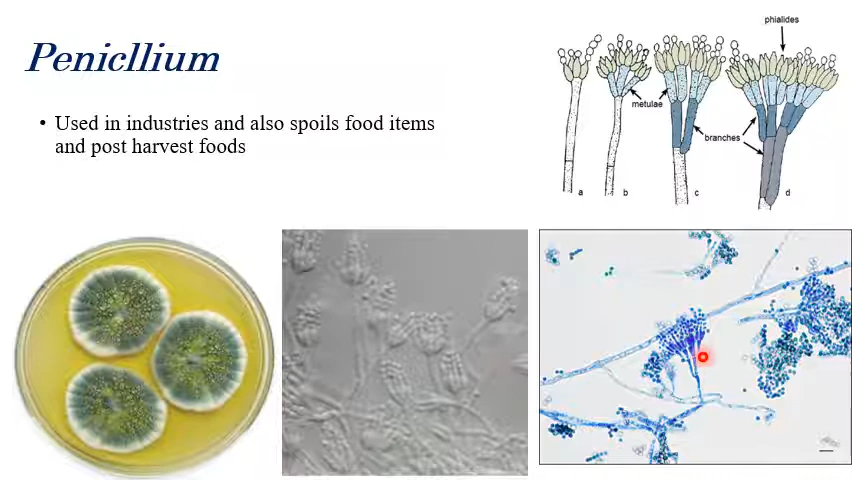 Penicllium
• Used in industries and also spoils food items
and post harvest foods
phialides
metulae
branches
a b c d